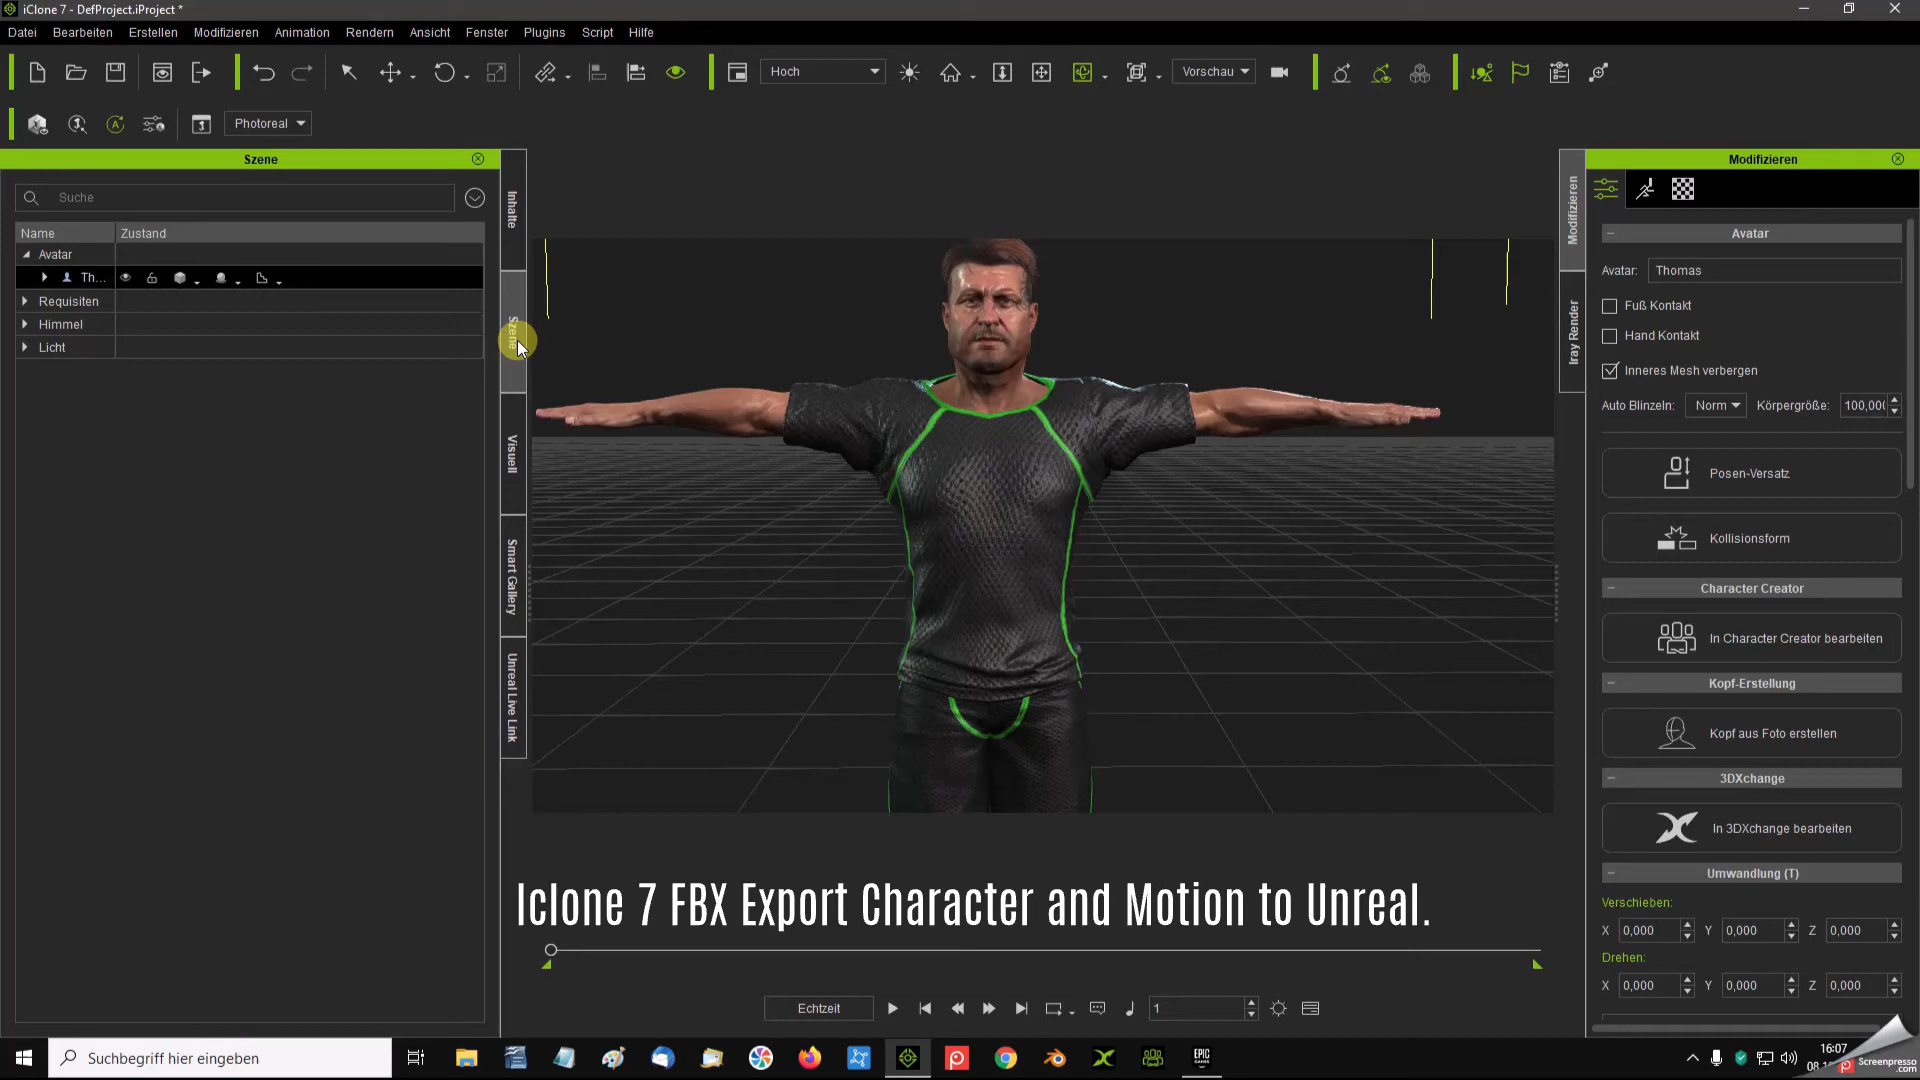 iClone 7 - DefProject.iProject *
Datei Bearbeiten Erstellen Modifizieren Animation Rendern Ansicht Fenster Plugins Script Hilfe
Hoch
Vorschau
Photoreal
Szene
Suche
Name Zustand
Avatar
Th...
Requisiten
Himmel
Licht
Inhalte
Szene
Visuell
Smart Gallery
Unreal Live Link
Modifizieren
Iray Render
Modifizieren
Avatar
Avatar: Thomas
Fuß Kontakt
Hand Kontakt
Inneres Mesh verbergen
Auto Blinzeln: Norm Körpergröße: 100,00
Posen-Versatz
Kollisionsform
Character Creator
In Character Creator bearbeiten
Kopf-Erstellung
Kopf aus Foto erstellen
3DXchange
In 3DXchange bearbeiten
Umwandlung (T)
Verschieben:
X 0,000 Y 0,000 Z 0,000
Drehen:
X 0,000 Y 0,000 Z 0,000
Iclone 7 FBX Export Character and Motion to Unreal.
Echtzeit
1
Suchbegriff hier eingeben
EPIC
GAMES
16:07
Screenpresso
.com